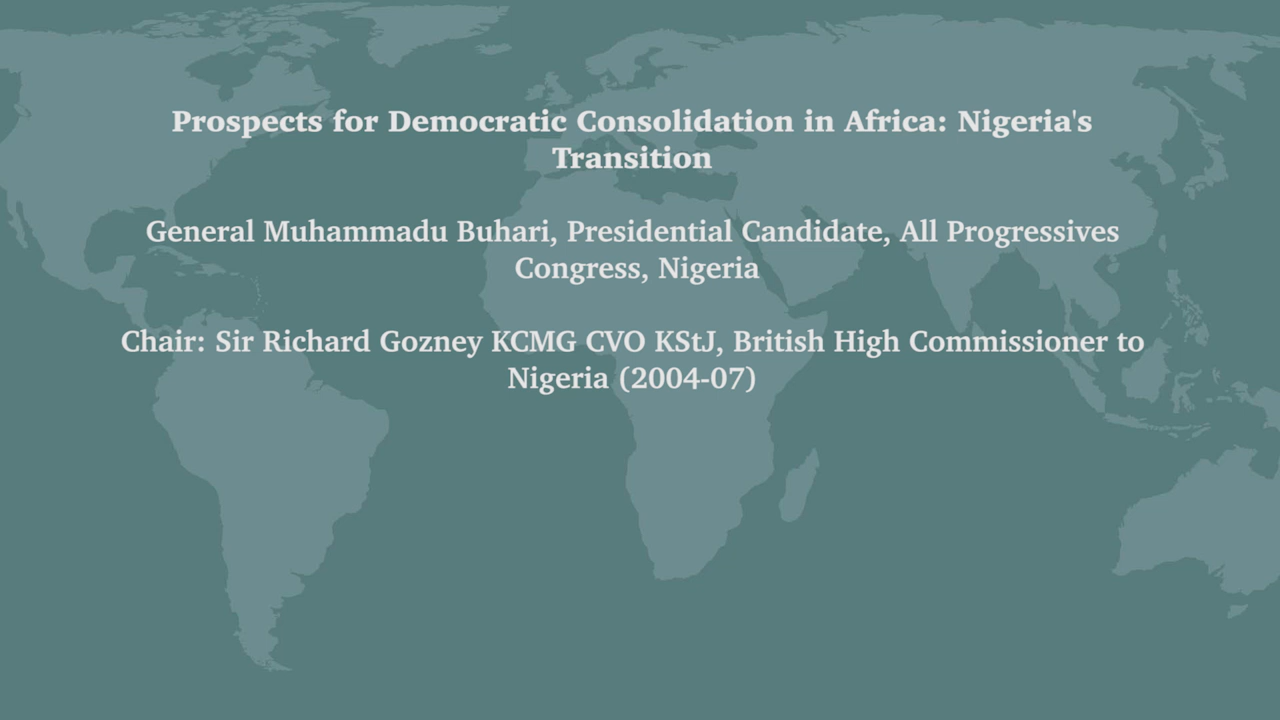 Prospects for Democratic Consolidation in Africa: Nigeria's
Transition
General Muhammadu Buhari, Presidential Candidate, All Progressives
Congress, Nigeria
Chair: Sir Richard Gozney KCMG CVO KStJ, British High Commissioner to
Nigeria (2004-07)